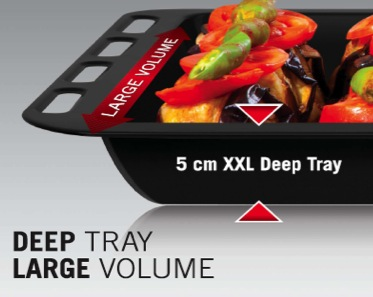 LARGE VOLUME
5 cm XXL Deep Tray
DEEP TRAY
LARGE VOLUME